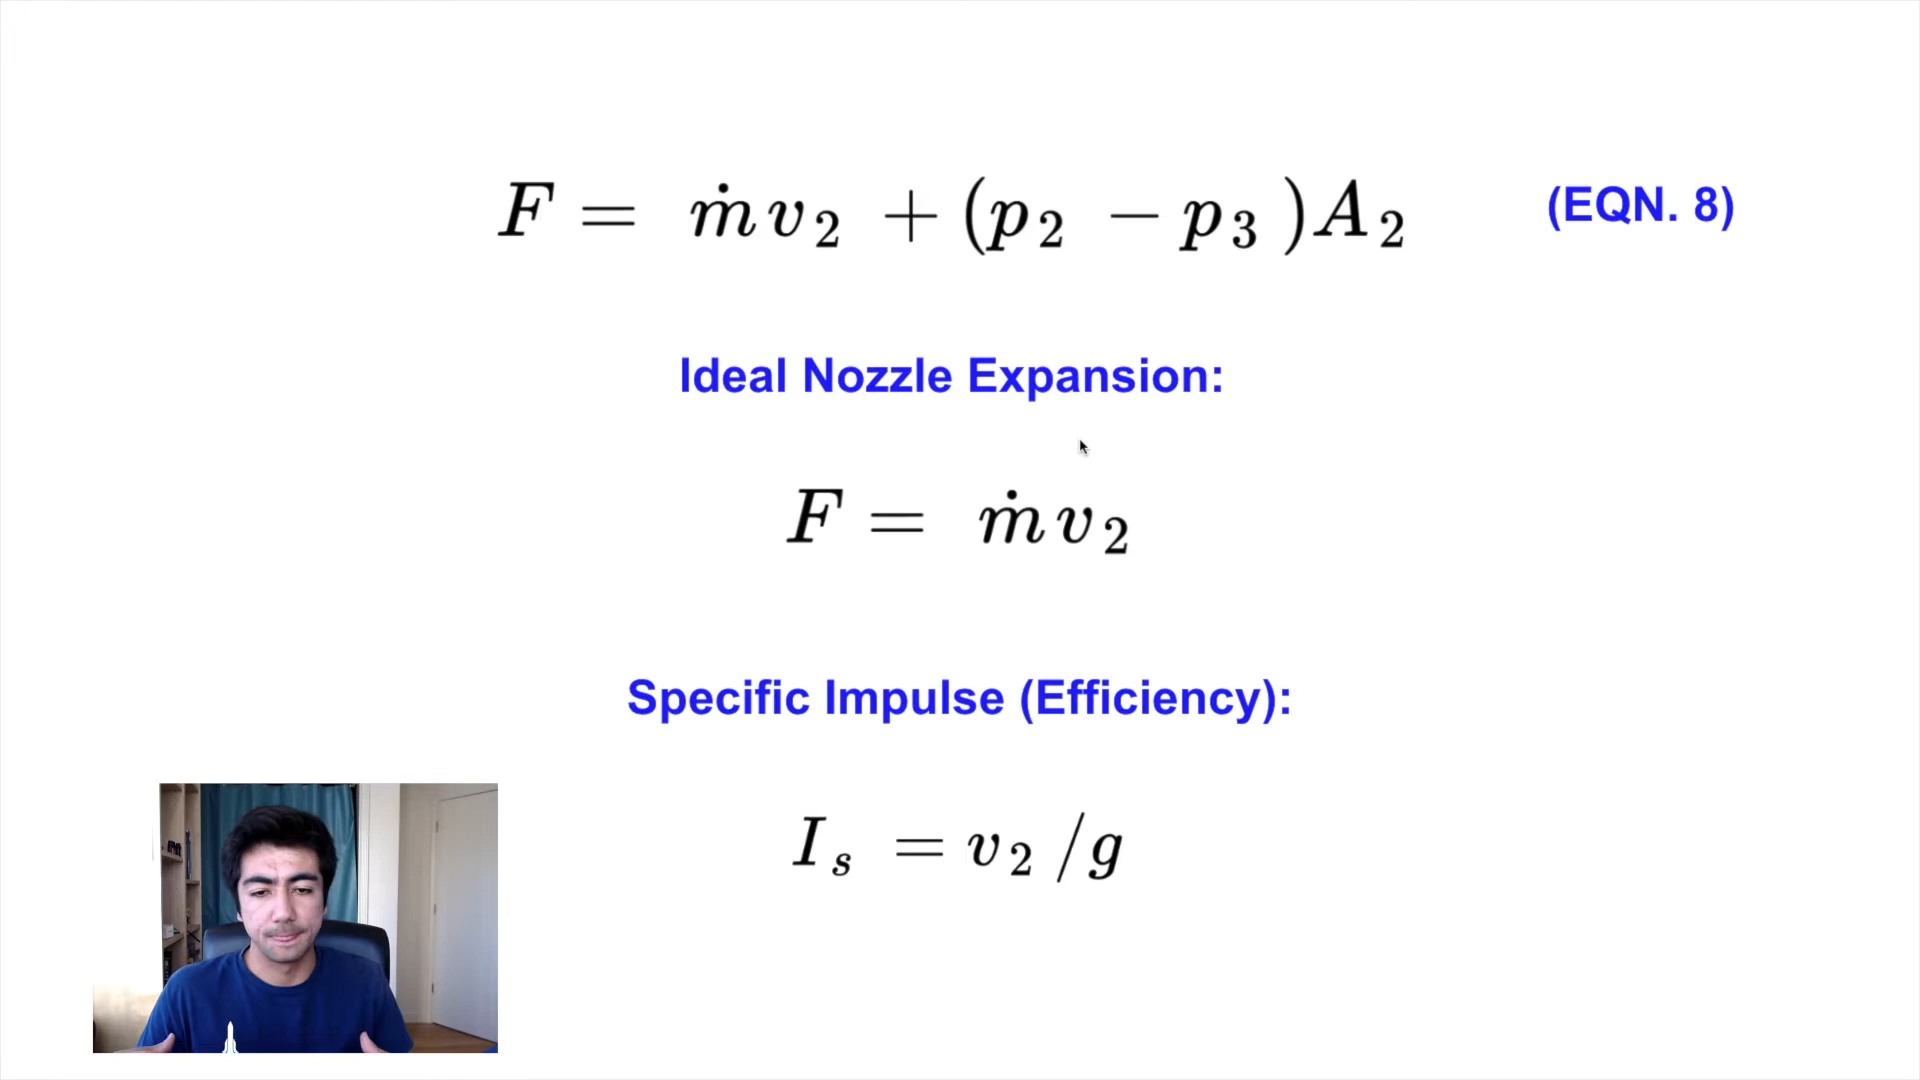 F = ṁv₂ + (p₂ − p₃)A₂ (EQN. 8)
Ideal Nozzle Expansion:
F = ṁv₂
Specific Impulse (Efficiency):
Iₛ = v₂/g